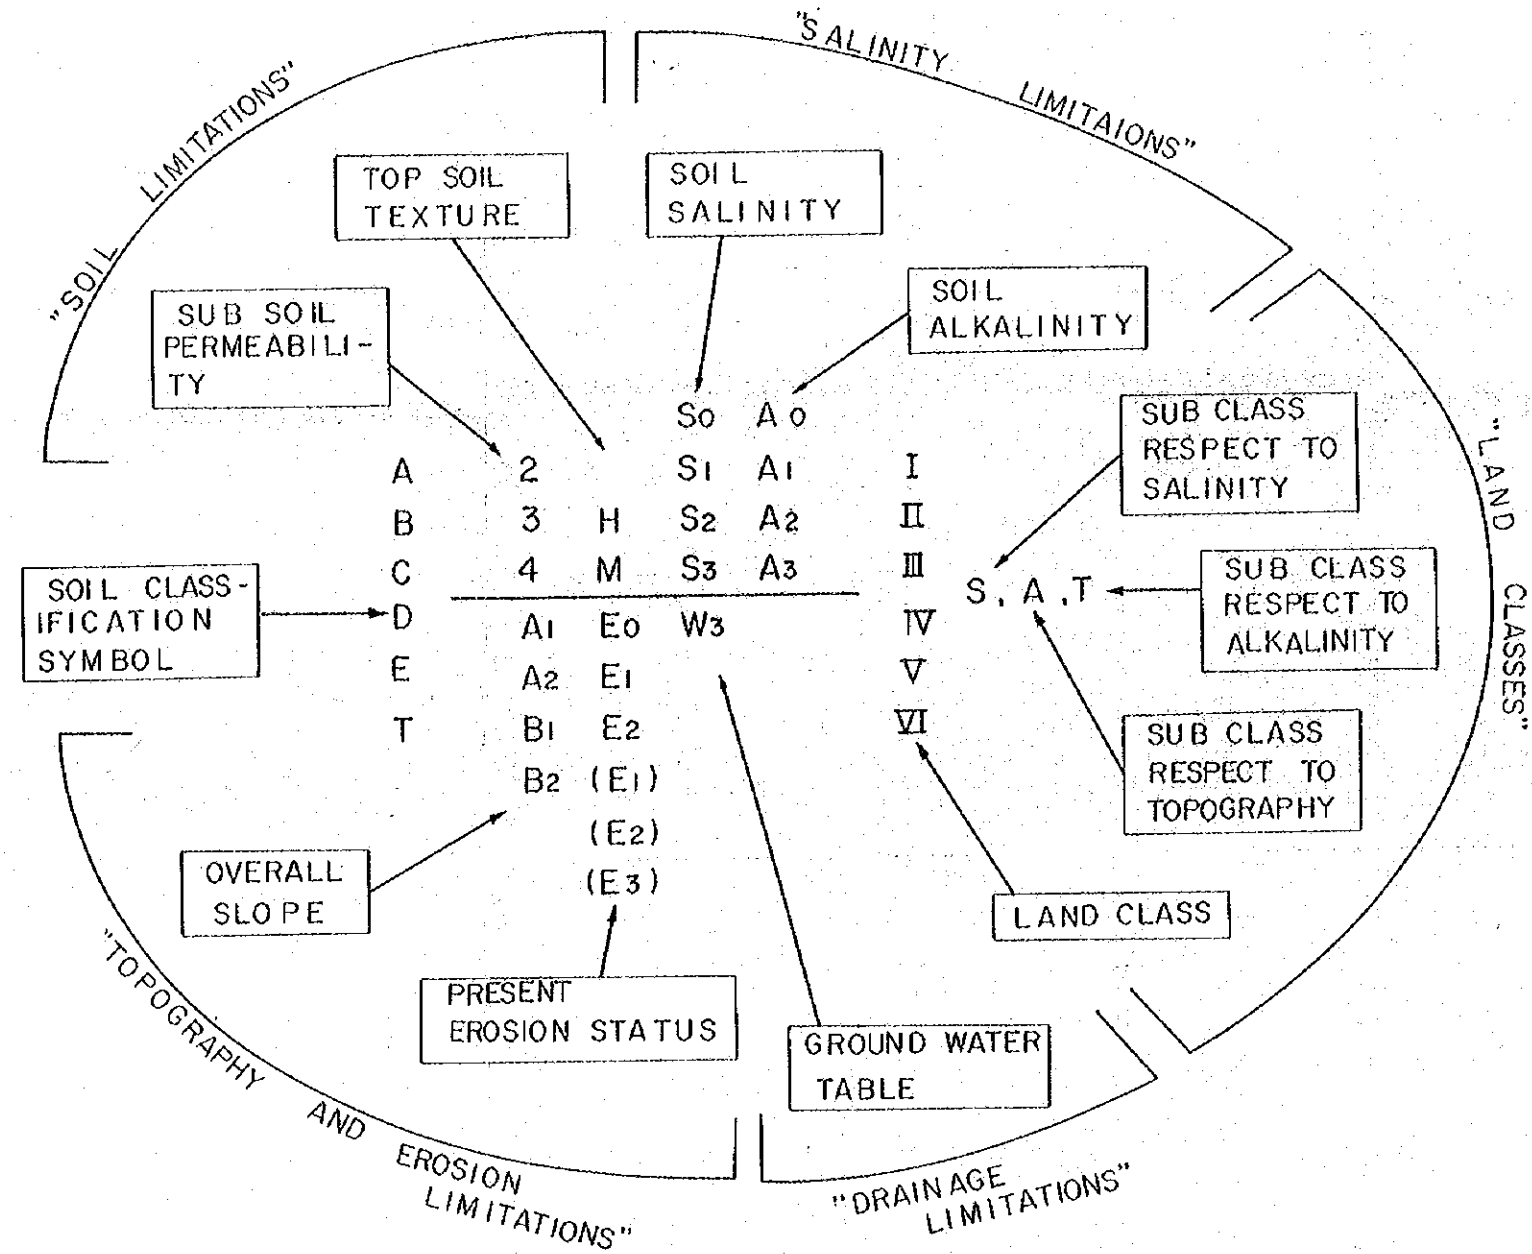 "SALINITY
LIMITAIONS"
"SOIL
LIMITATIONS"
TOP SOIL
TEXTURE
SOIL
SALINITY
SUB SOIL
PERMEABILI-
TY
SOIL
ALKALINITY
SUB CLASS
RESPECT TO
SALINITY
"LAND
CLASSES"
S0 A0
A 2 S1 A1 I
B 3 H S2 A2 II
C 4 M S3 A3 III
S, A, T
D A1 E0 W3 IV
E A2 E1 V
T B1 E2 VI
B2 (E1)
(E2)
(E3)
SOIL CLASS-
IFICATION
SYMBOL
SUB CLASS
RESPECT TO
ALKALINITY
SUB CLASS
RESPECT TO
TOPOGRAPHY
OVERALL
SLOPE
LAND CLASS
PRESENT
EROSION STATUS
GROUND WATER
TABLE
"TOPOGRAPHY AND EROSION
LIMITATIONS"
"DRAINAGE
LIMITATIONS"